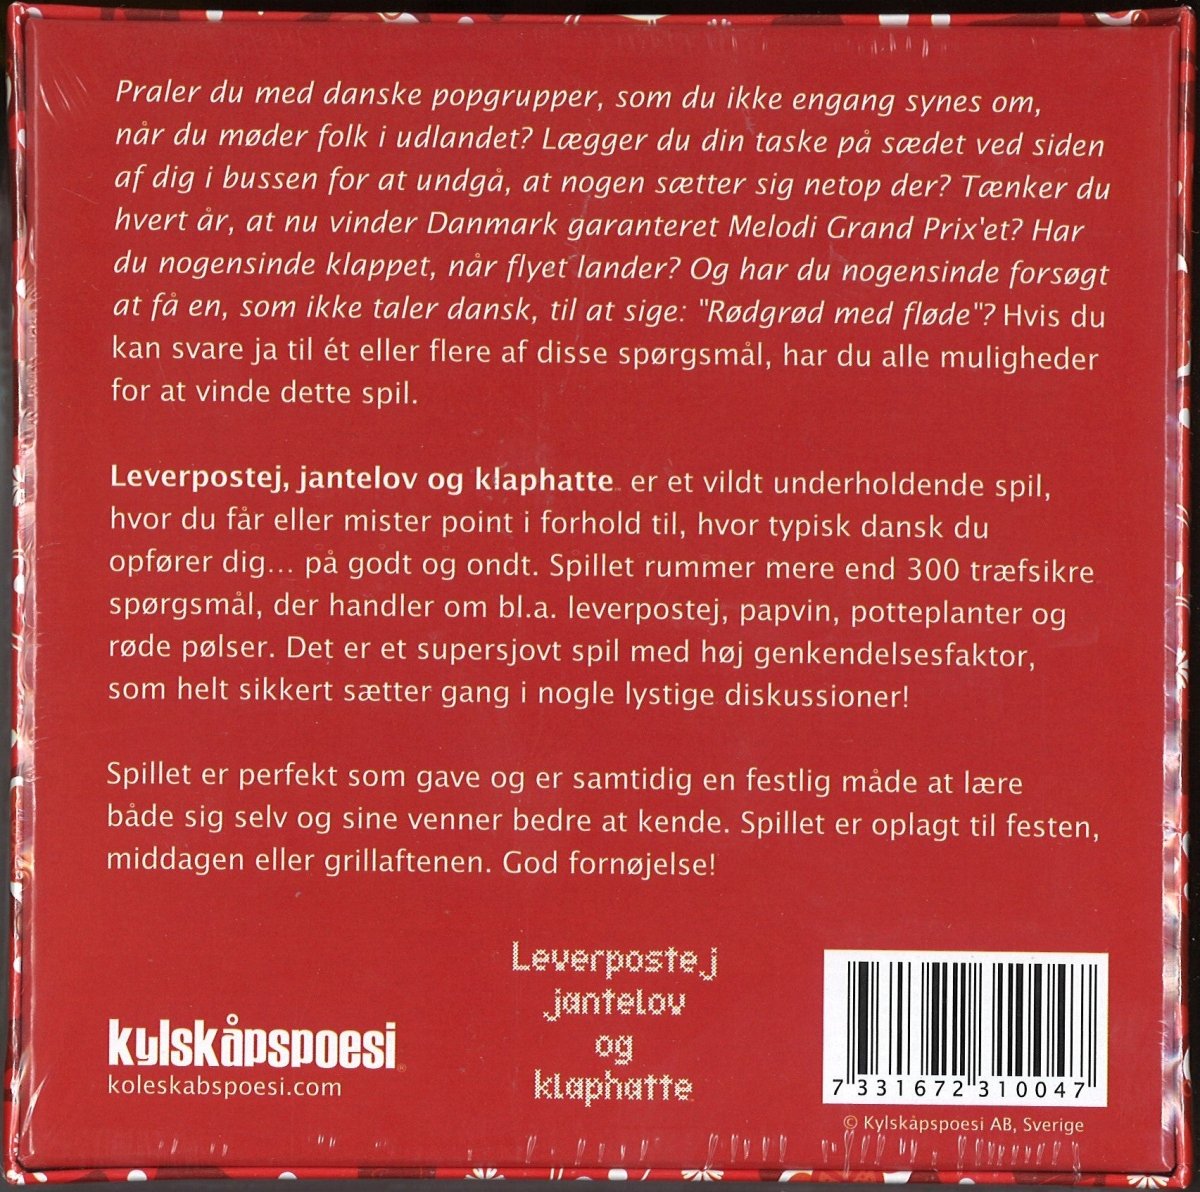 Praler du med danske popgrupper, som du ikke engang synes om,
når du møder folk i udlandet? Lægger du din taske på sædet ved siden
af dig i bussen for at undgå, at nogen sætter sig netop der? Tænker du
hvert år, at nu vinder Danmark garanteret Melodi Grand Prix'et? Har
du nogensinde klappet, når flyet lander? Og har du nogensinde forsøgt
at få en, som ikke taler dansk, til at sige: "Rødgrød med fløde"? Hvis du
kan svare ja til ét eller flere af disse spørgsmål, har du alle muligheder
for at vinde dette spil.
Leverpostej, jantelov og klaphatte er et vildt underholdende spil,
hvor du får eller mister point i forhold til, hvor typisk dansk du
opfører dig... på godt og ondt. Spillet rummer mere end 300 træfsikre
spørgsmål, der handler om bl.a. leverpostej, papvin, potteplanter og
røde pølser. Det er et supersjovt spil med høj genkendelsesfaktor,
som helt sikkert sætter gang i nogle lystige diskussioner!
Spillet er perfekt som gave og er samtidig en festlig måde at lære
både sig selv og sine venner bedre at kende. Spillet er oplagt til festen,
middagen eller grillaftenen. God fornøjelse!
Leverpostej
jantelov
og
klaphatte
kylskåpspoesi®
koleskabspoesi.com
7 331672 310047
© Kylskåpspoesi AB, Sverige